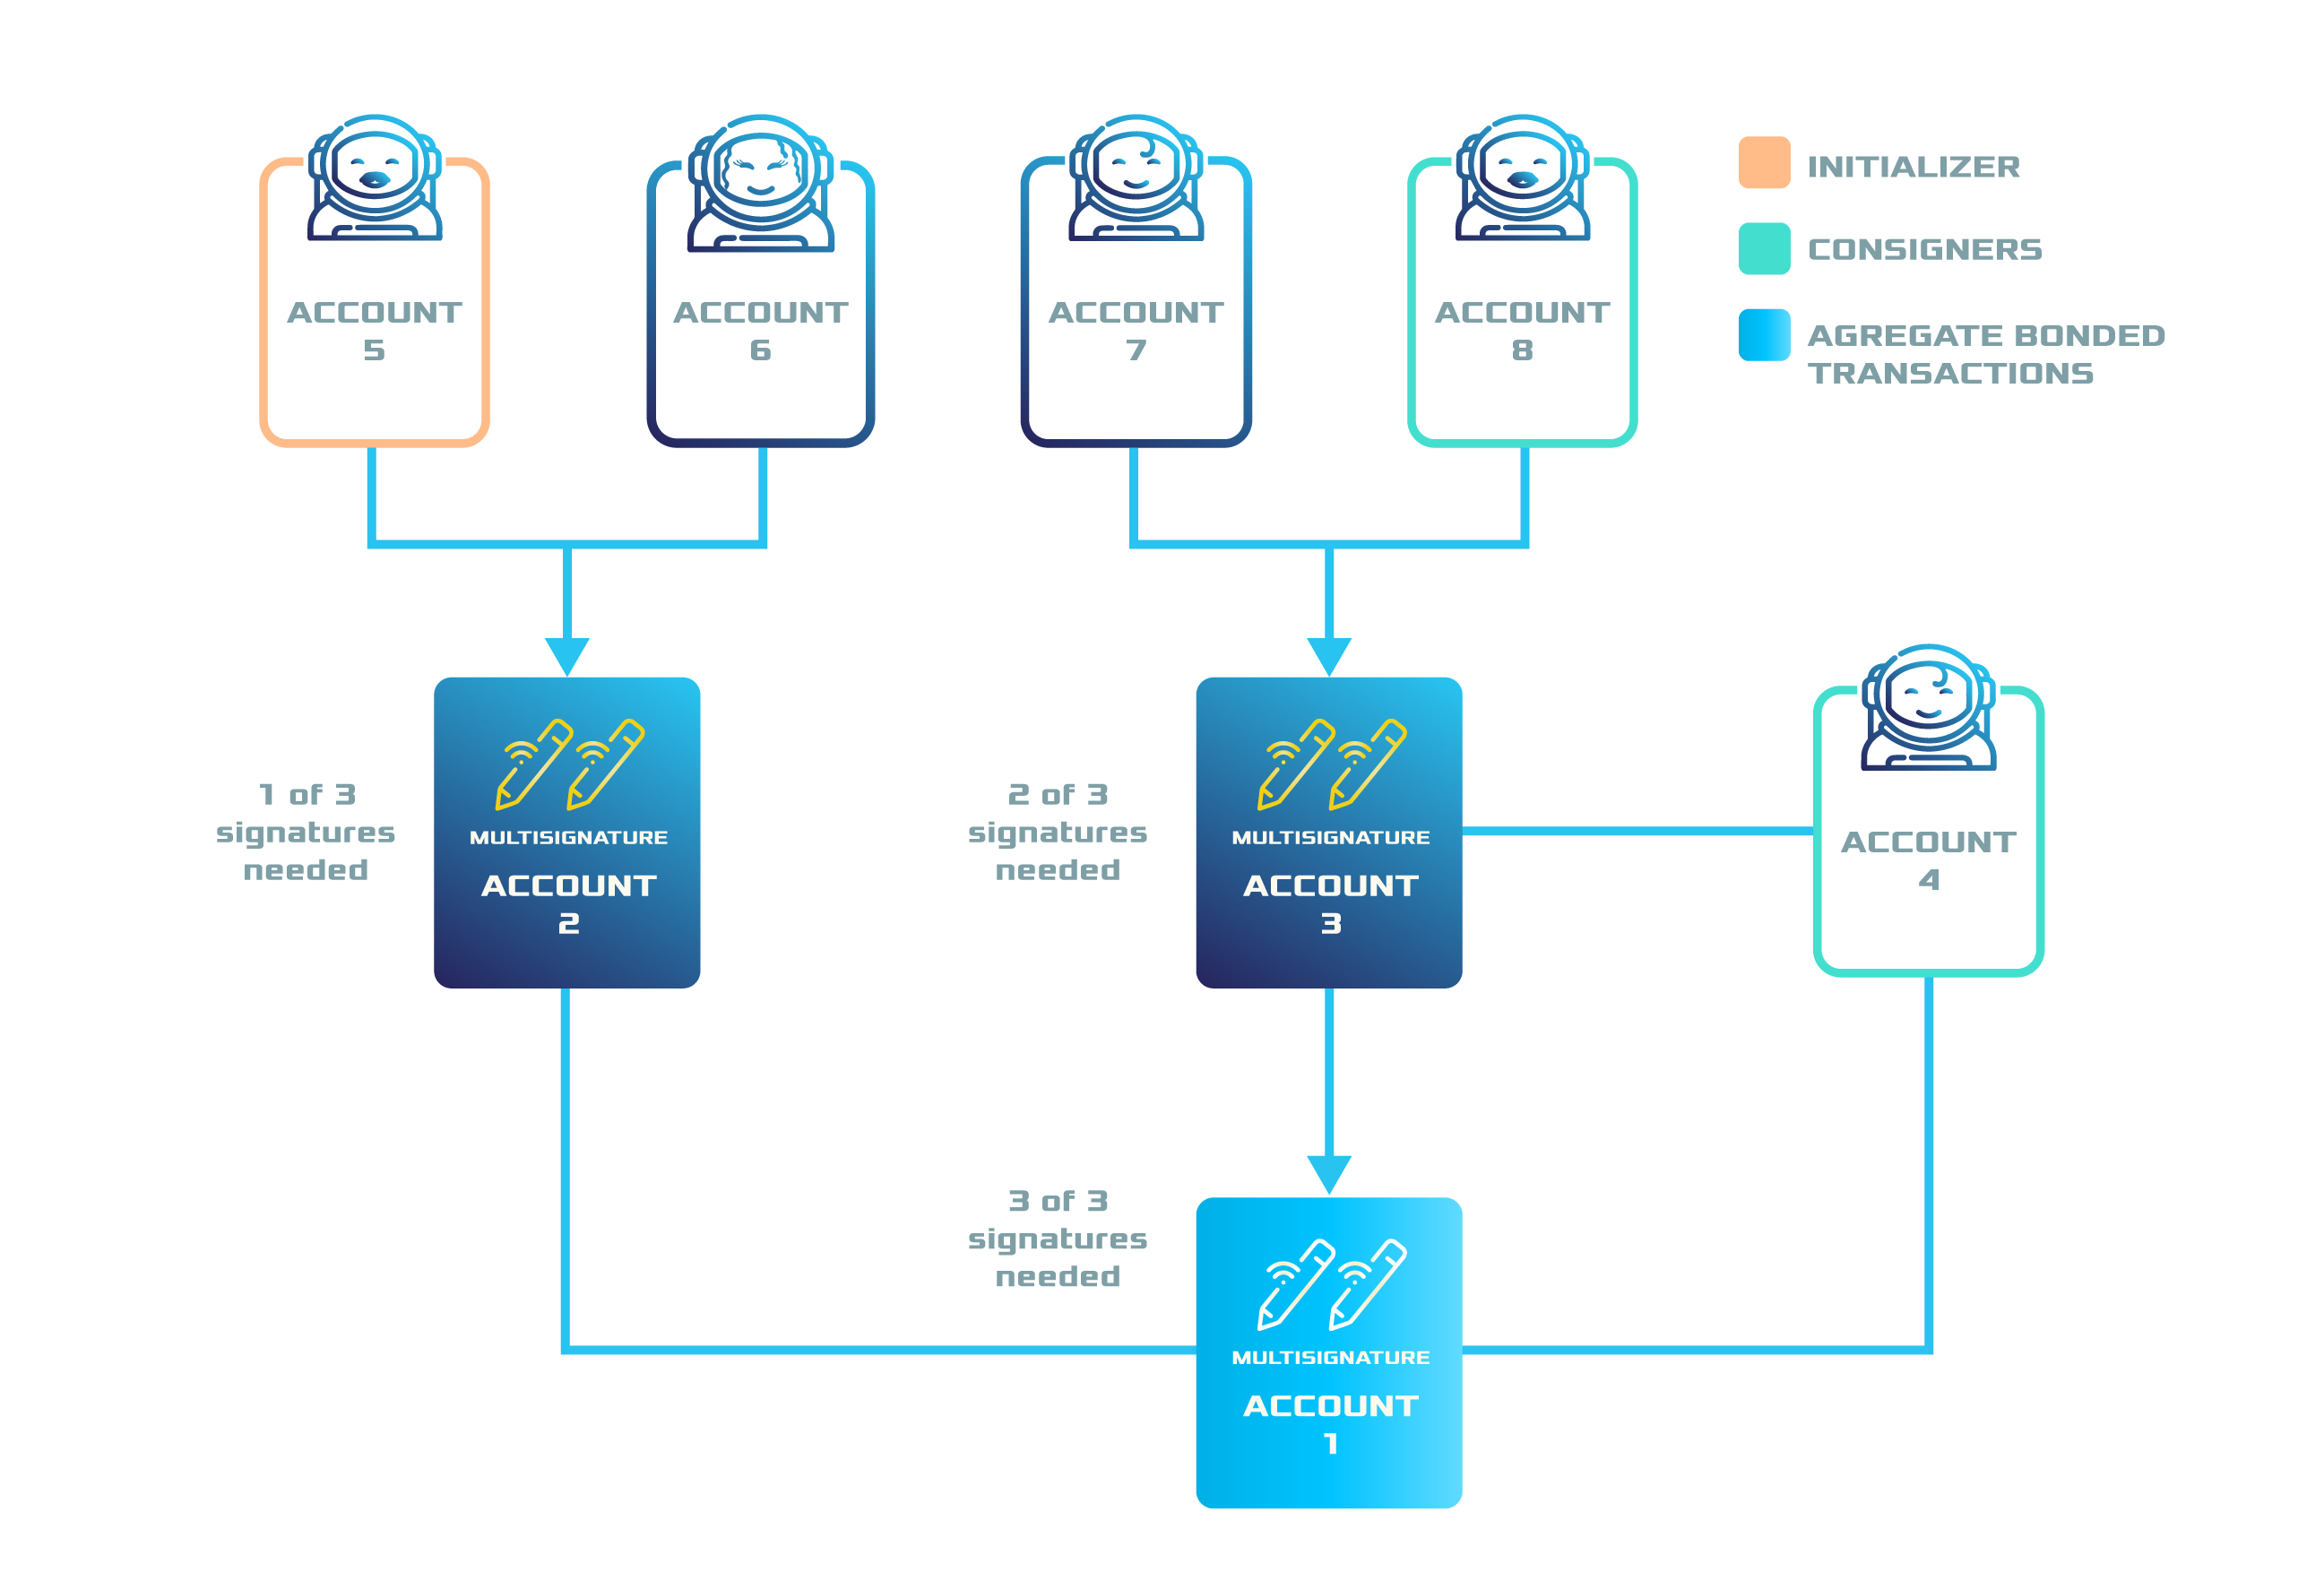 ACCOUNT
5
ACCOUNT
6
ACCOUNT
7
ACCOUNT
8
INITIALIZER
CONSIGNERS
AGREGATE BONDED
TRANSACTIONS
1 of 3
signatures
neded
MULTISIGNATURE
ACCOUNT
2
2 of 3
signatures
needed
MULTISIGNATURE
ACCOUNT
3
ACCOUNT
4
3 of 3
signatures
needed
MULTISIGNATURE
ACCOUNT
1